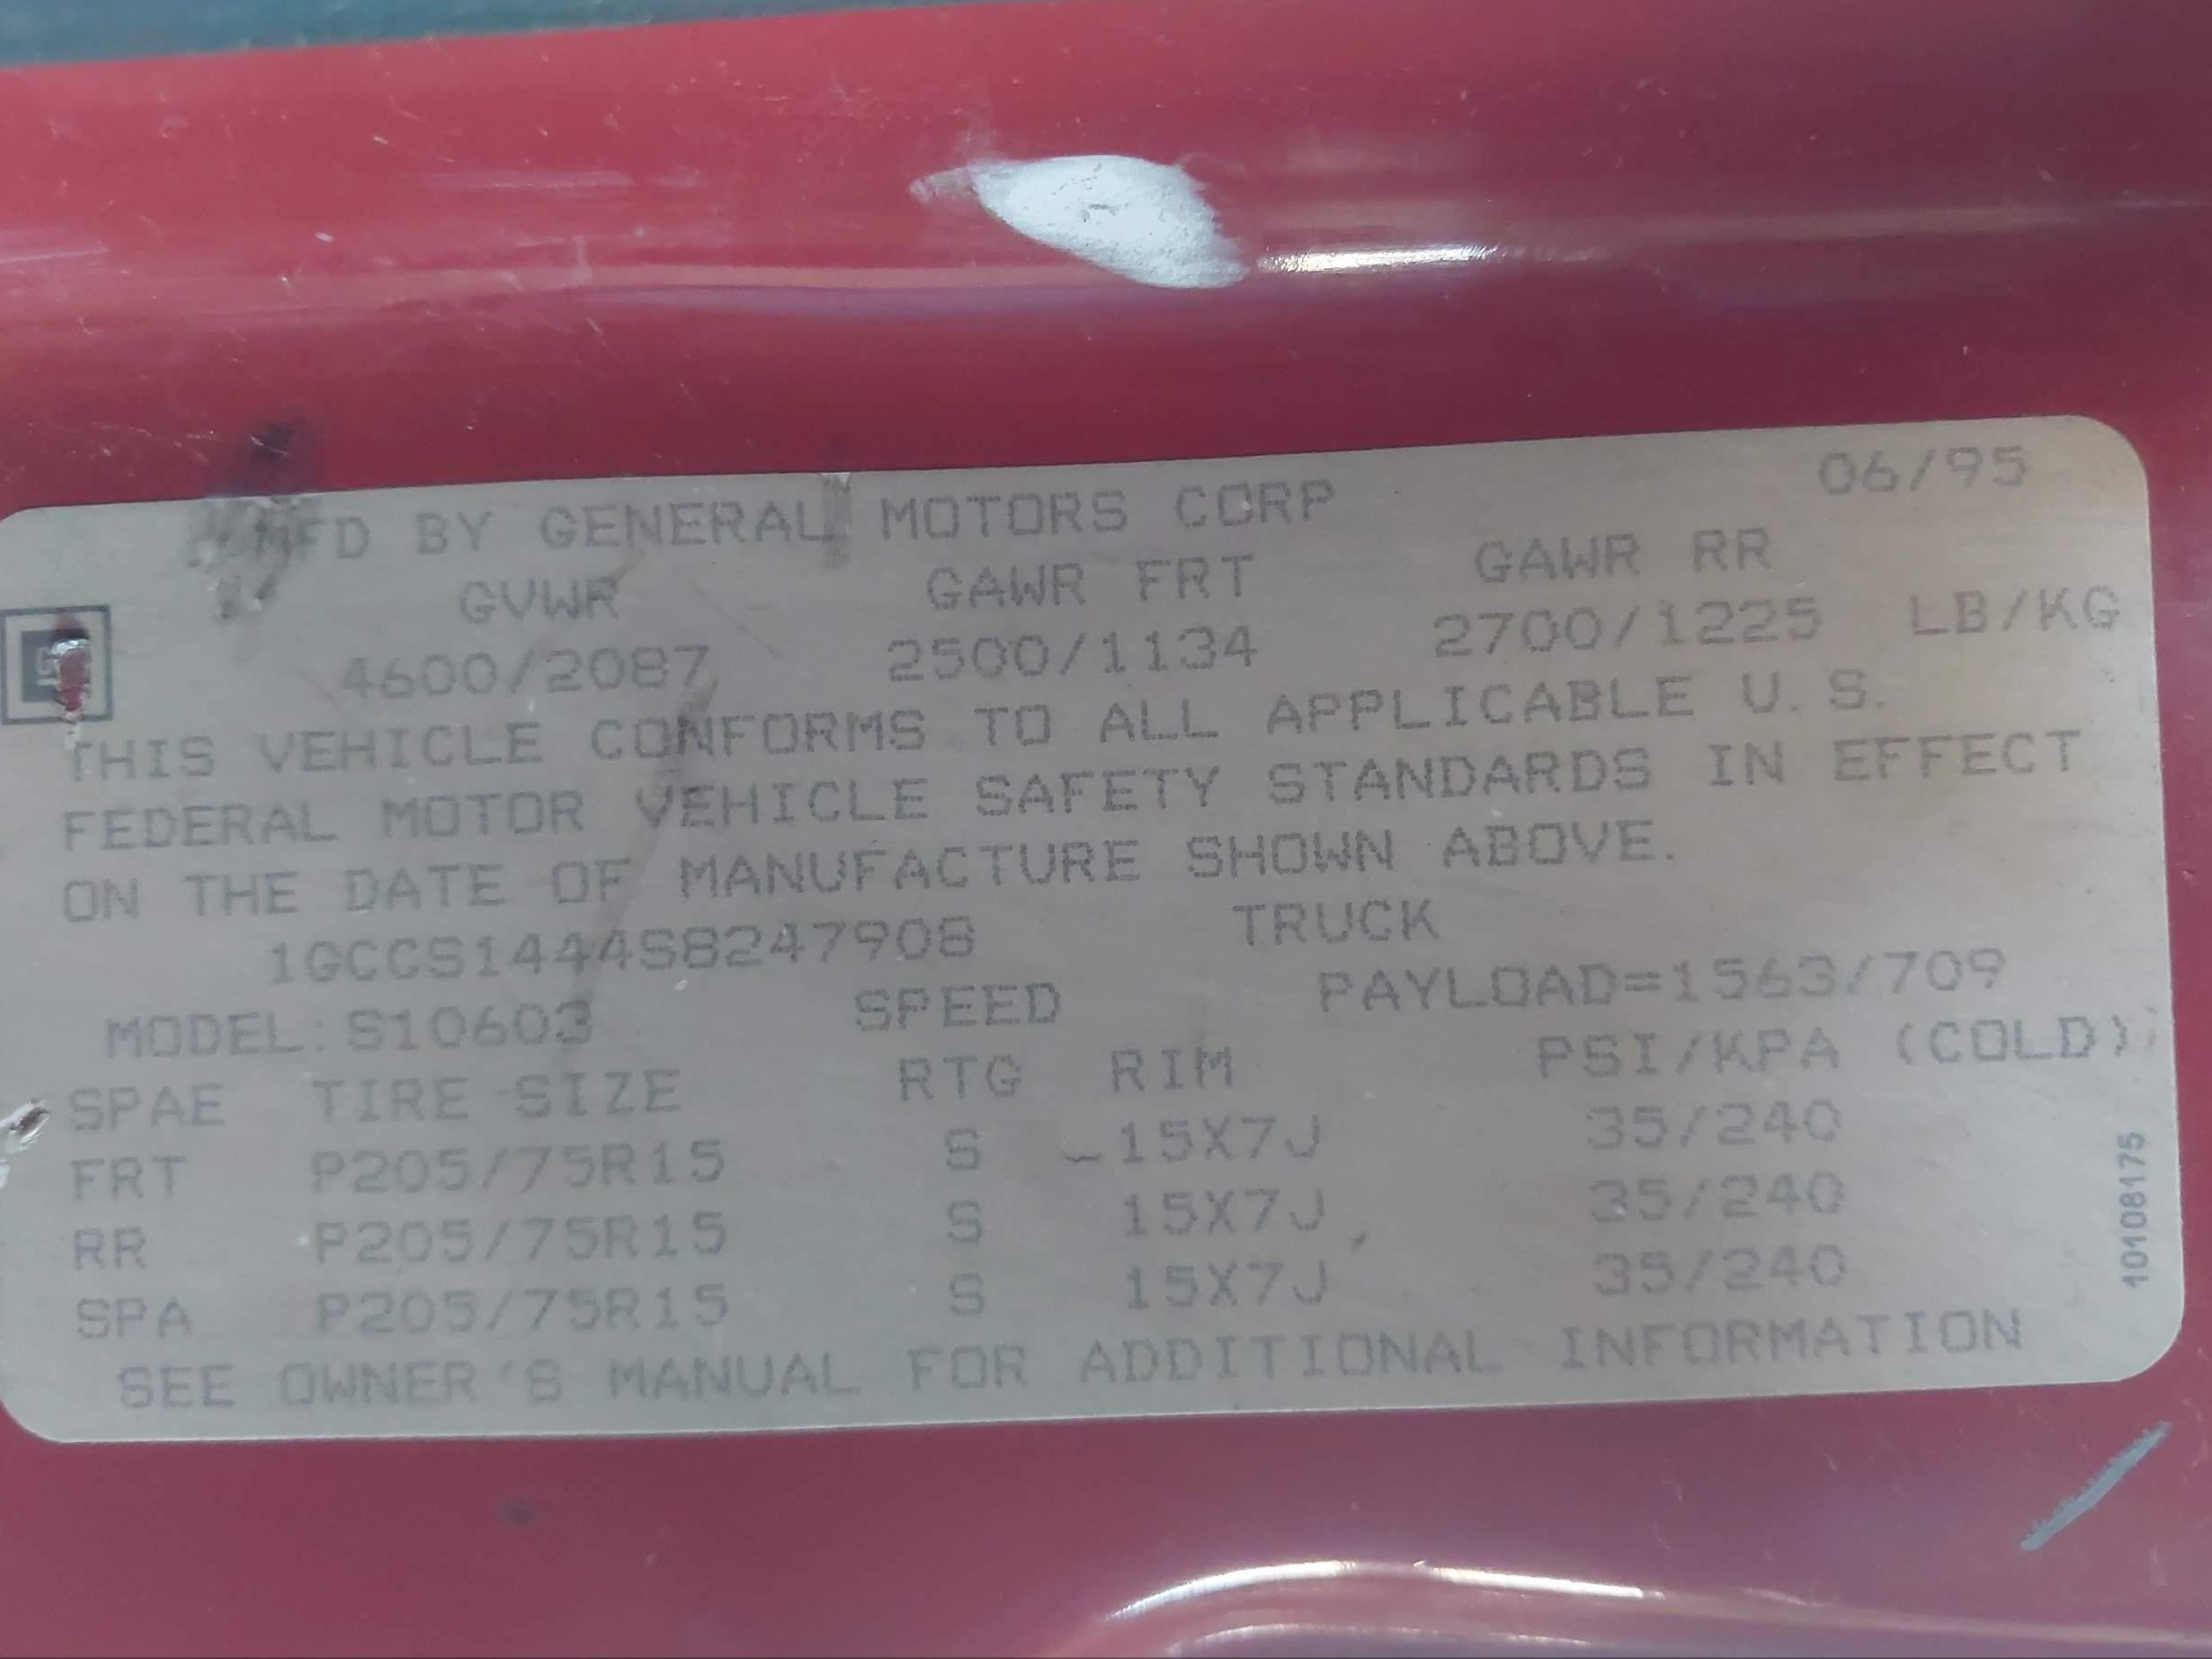 06/95
MFD BY GENERAL MOTORS CORP
GVWR GAWR FRT GAWR RR
4600/2087 2500/1134 2700/1225 LB/KG
THIS VEHICLE CONFORMS TO ALL APPLICABLE U.S.
FEDERAL MOTOR VEHICLE SAFETY STANDARDS IN EFFECT
ON THE DATE OF MANUFACTURE SHOWN ABOVE.
1GCCS1444S8247908 TRUCK
MODEL:S10603 SPEED PAYLOAD=1563/709
SPAE TIRE SIZE RTG RIM PSI/KPA (COLD)
FRT P205/75R15 S 15X7J 35/240
RR P205/75R15 S 15X7J 35/240
SPA P205/75R15 S 15X7J 35/240
SEE OWNER'S MANUAL FOR ADDITIONAL INFORMATION
10108175